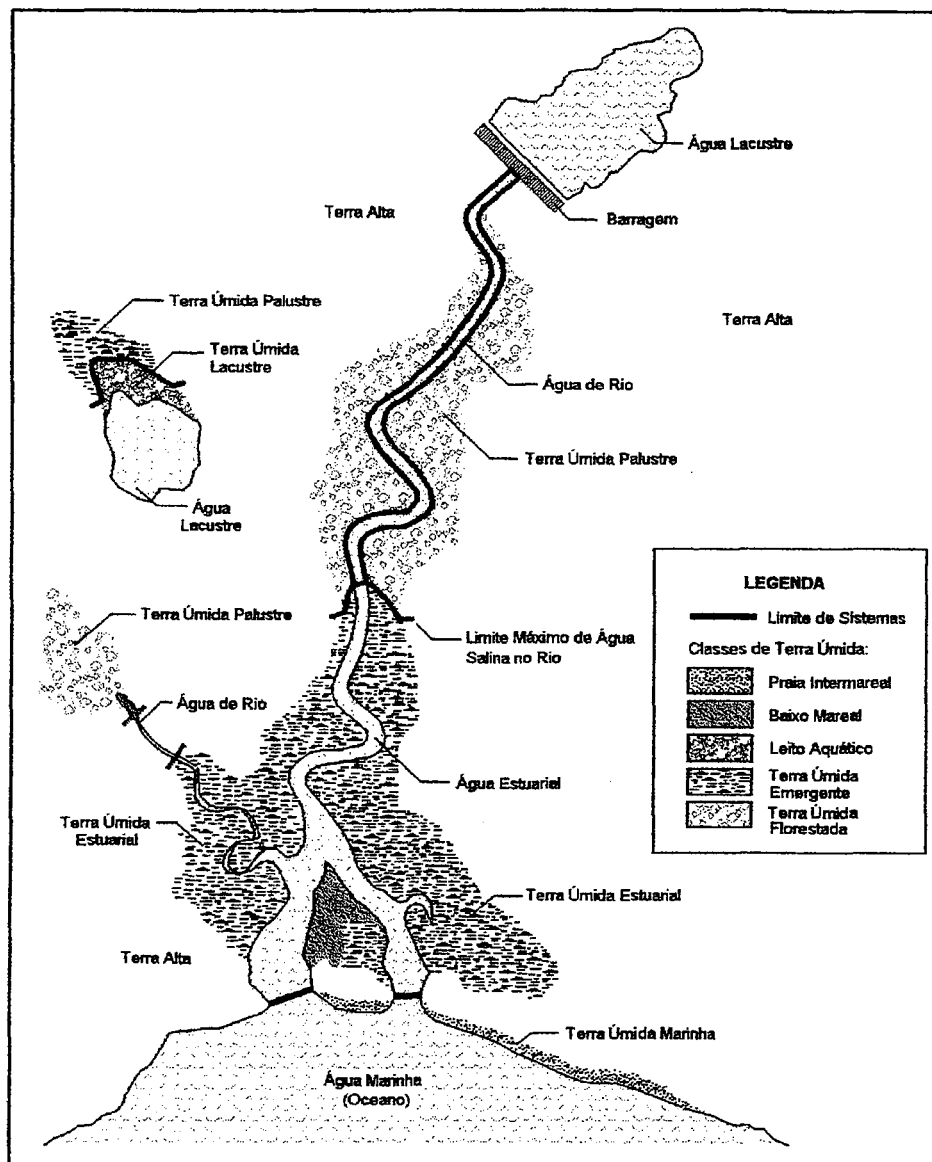 Água Lacustre
Barragem
Terra Alta
Terra Úmida Palustre
Terra Alta
Terra Úmida
Lacustre
Água de Rio
Terra Úmida Palustre
Água
Lacustre
LEGENDA
Limite de Sistemas
Classes de Terra Úmida:
Praia Intermareal
Baixo Mareal
Leito Aquático
Terra Úmida
Emergente
Terra Úmida
Florestada
Terra Úmida Palustre
Limite Máximo de Água
Salina no Rio
Água de Rio
Água Estuarial
Terra Úmida
Estuarial
Terra Úmida Estuarial
Terra Alta
Terra Úmida Marinha
Água Marinha
(Oceano)